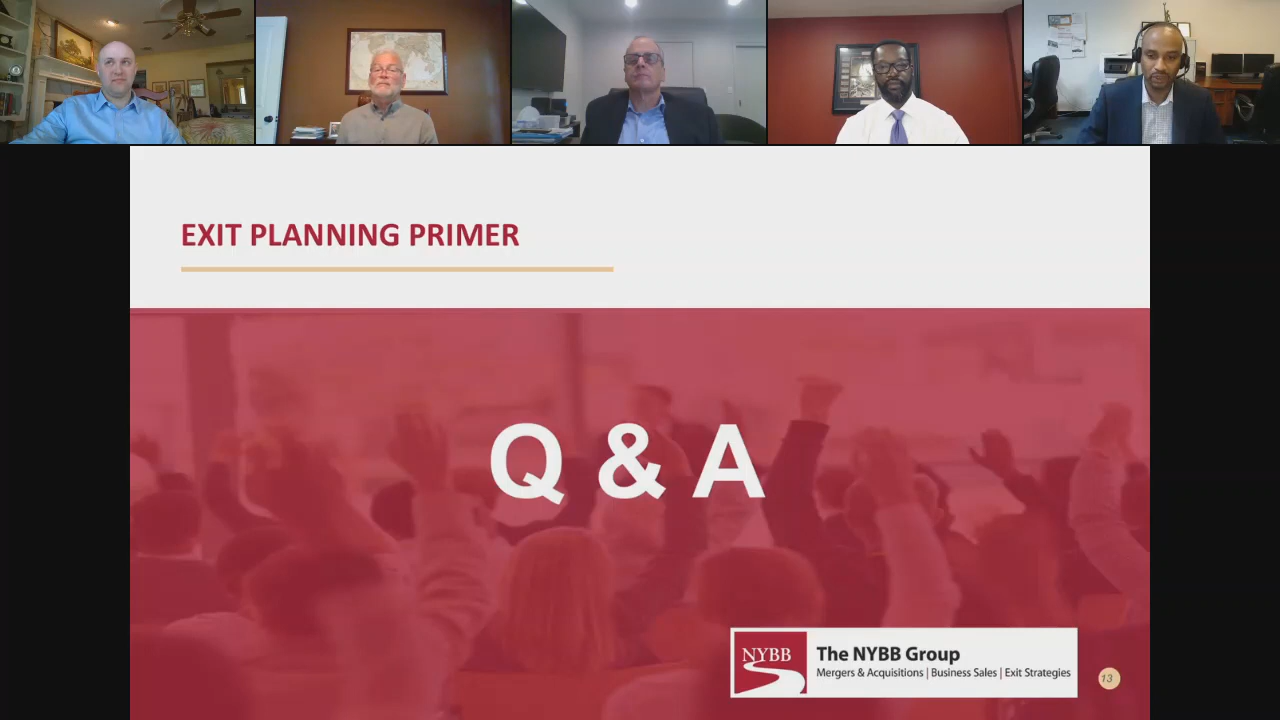 EXIT PLANNING PRIMER
Q & A
NYBB
The NYBB Group
Mergers & Acquisitions | Business Sales | Exit Strategies
13